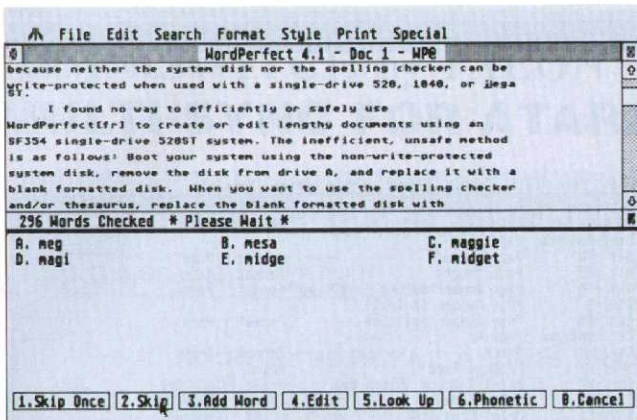 File Edit Search Format Style Print Special
WordPerfect 4.1 - Doc 1 - WP@
because neither the system disk nor the spelling checker can be
write-protected when used with a single-drive 520, 1040, or Mega
ST.
I found no way to efficiently or safely use
WordPerfect[fr] to create or edit lengthy documents using an
SF354 single-drive 520ST system. The inefficient, unsafe method
is as follows: Boot your system using the non-write-protected
system disk, remove the disk from drive A, and replace it with a
blank formatted disk. When you want to use the spelling checker
and/or thesaurus, replace the blank formatted disk with
296 Words Checked * Please Wait *
A. meg B. mesa C. maggie
D. magi E. midge F. midget
1.Skip Once 2.Skip 3.Add Word 4.Edit 5.Look Up 6.Phonetic 0.Cancel